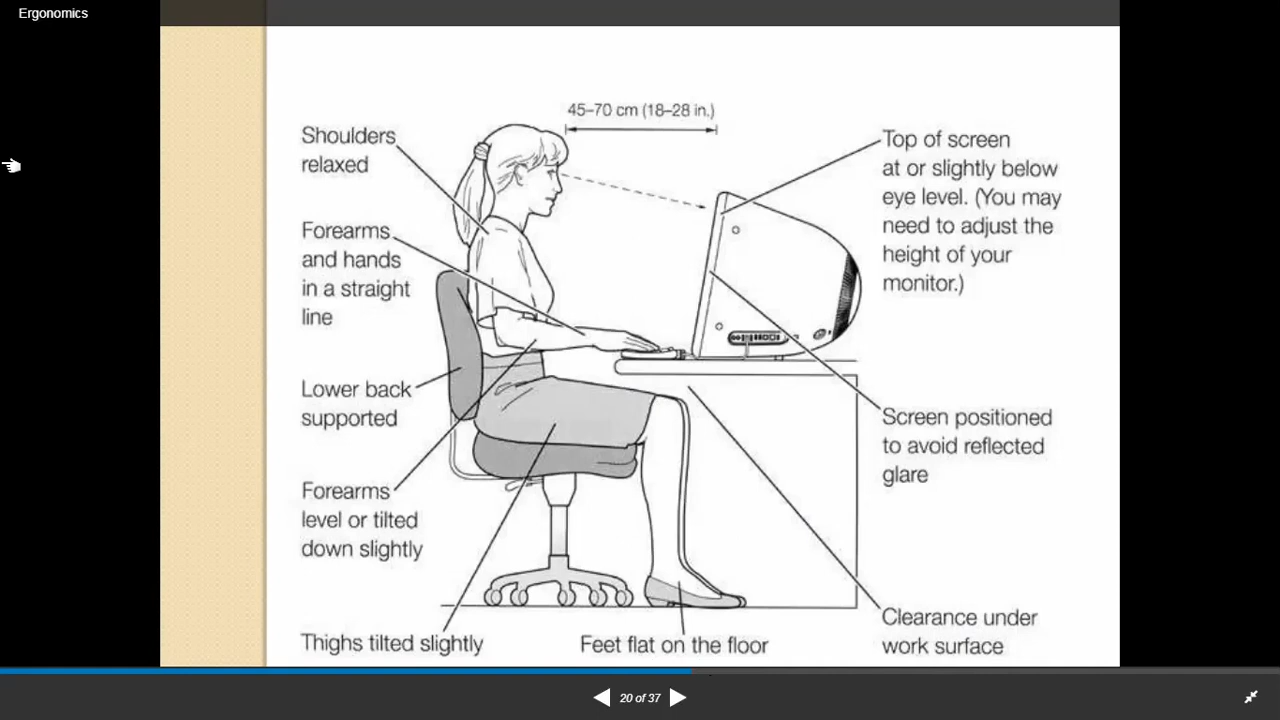 Ergonomics
45–70 cm (18–28 in.)
Shoulders
relaxed
Forearms
and hands
in a straight
line
Lower back
supported
Forearms
level or tilted
down slightly
Thighs tilted slightly
Feet flat on the floor
Top of screen
at or slightly below
eye level. (You may
need to adjust the
height of your
monitor.)
Screen positioned
to avoid reflected
glare
Clearance under
work surface
20 of 37